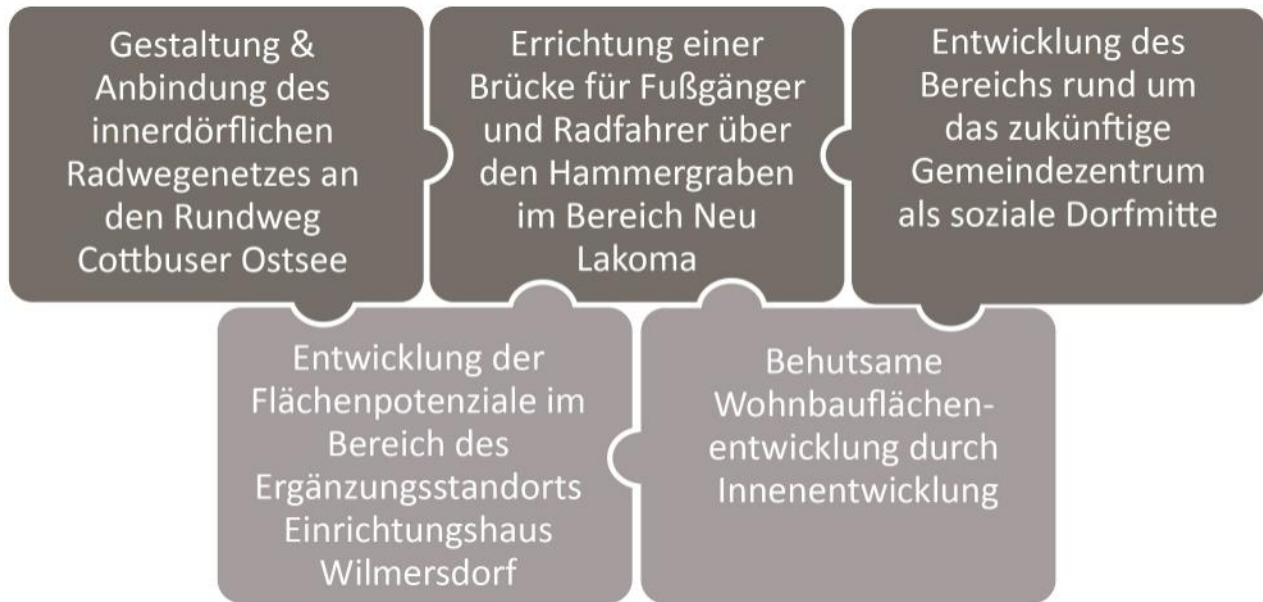 Gestaltung &
Anbindung des
innerdörflichen
Radwegenetzes an
den Rundweg
Cottbuser Ostsee
Errichtung einer
Brücke für Fußgänger
und Radfahrer über
den Hammergraben
im Bereich Neu
Lakoma
Entwicklung des
Bereichs rund um
das zukünftige
Gemeindezentrum
als soziale Dorfmitte
Entwicklung der
Flächenpotenziale im
Bereich des
Ergänzungsstandorts
Einrichtungshaus
Wilmersdorf
Behutsame
Wohnbauflächen-
entwicklung durch
Innenentwicklung